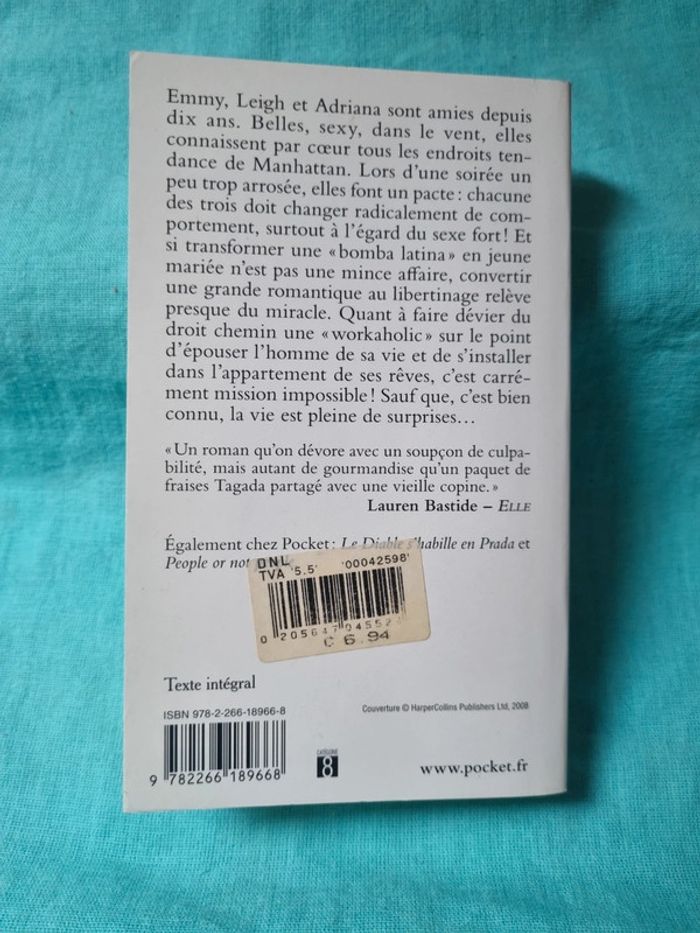 Emmy, Leigh et Adriana sont amies depuis
dix ans. Belles, sexy, dans le vent, elles
connaissent par cœur tous les endroits ten-
dance de Manhattan. Lors d'une soirée un
peu trop arrosée, elles font un pacte : chacune
des trois doit changer radicalement de com-
portement, surtout à l'égard du sexe fort ! Et
si transformer une « bomba latina » en jeune
mariée n'est pas une mince affaire, convertir
une grande romantique au libertinage relève
presque du miracle. Quant à faire dévier du
droit chemin une « workaholic » sur le point
d'épouser l'homme de sa vie et de s'installer
dans l'appartement de ses rêves, c'est carré-
ment mission impossible ! Sauf que, c'est bien
connu, la vie est pleine de surprises…
« Un roman qu'on dévore avec un soupçon de culpa-
bilité, mais autant de gourmandise qu'un paquet de
fraises Tagada partagé avec une vieille copine. »
Lauren Bastide – ELLE
Également chez Pocket : Le Diable s'habille en Prada et
People or not
DNL
TVA '5.5' '00042598'
0 205647 04552
€ 6.94
Texte intégral
ISBN 978-2-266-18966-8
Couverture © HarperCollins Publishers Ltd, 2008
9 782266 189668
CATÉGORIE
8
www.pocket.fr